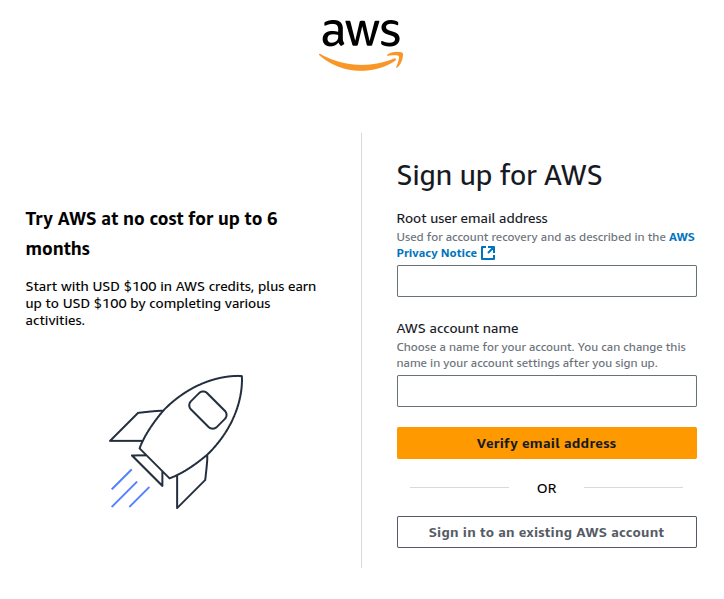 aws
Try AWS at no cost for up to 6
months
Start with USD $100 in AWS credits, plus earn
up to USD $100 by completing various
activities.
Sign up for AWS
Root user email address
Used for account recovery and as described in the AWS
Privacy Notice
AWS account name
Choose a name for your account. You can change this
name in your account settings after you sign up.
Verify email address
OR
Sign in to an existing AWS account